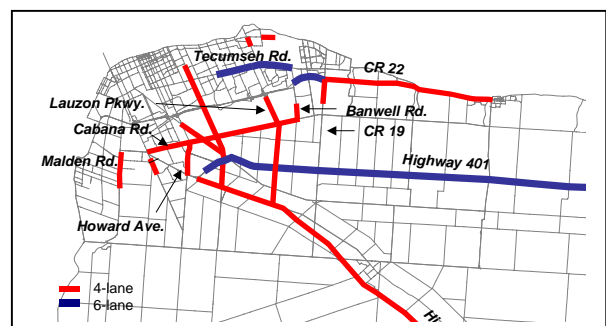 Tecumseh Rd.
CR 22
Lauzon Pkwy.
Banwell Rd.
Cabana Rd.
CR 19
Malden Rd.
Highway 401
Howard Ave.
4-lane
6-lane